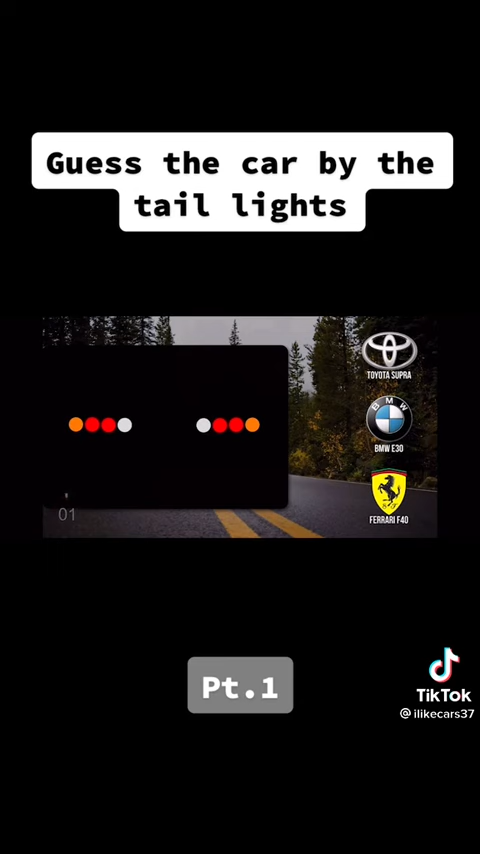 Guess the car by the
tail lights
TOYOTA SUPRA
BMW
BMW E30
FERRARI F40
01
Pt.1
TikTok
@ilikecars37